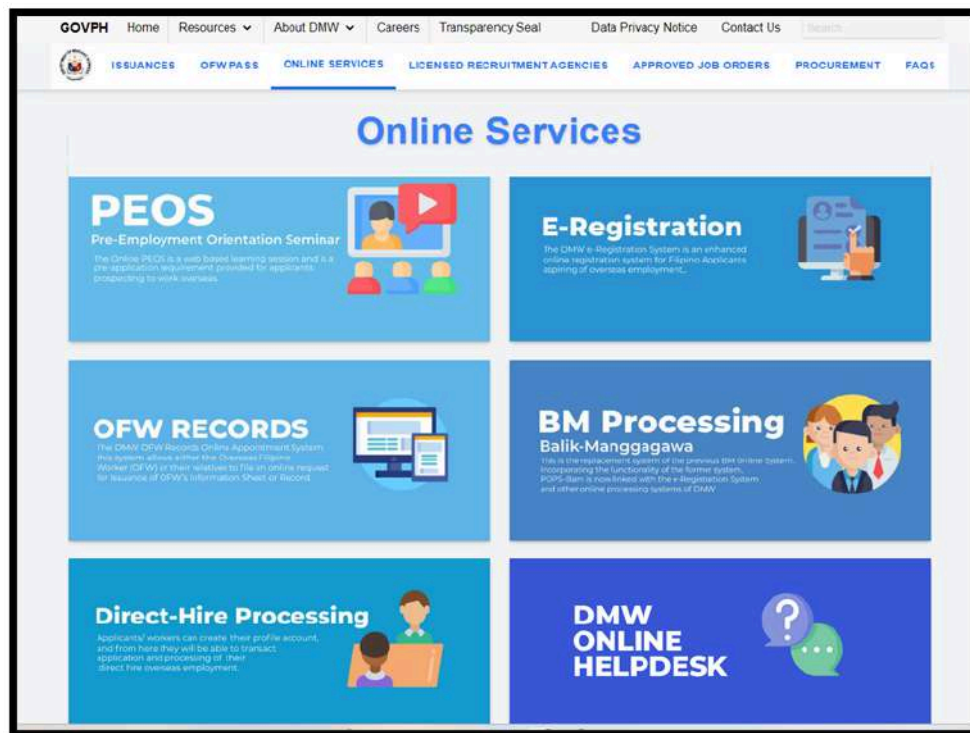 GOVPH Home Resources About DMW Careers Transparency Seal Data Privacy Notice Contact Us Search
ISSUANCES OFW PASS ONLINE SERVICES LICENSED RECRUITMENT AGENCIES APPROVED JOB ORDERS PROCUREMENT FAQS
Online Services
PEOS
Pre-Employment Orientation Seminar
The Online PEOS is a web based learning session and is a
pre-application requirement provided for applicants
prospecting to work overseas
E-Registration
The DMW e-Registration System is an enhanced
online registration system for Filipino Applicants
aspiring of overseas employment..
OFW RECORDS
The DMW OFW Records Online Appointment System
this system allows either the Overseas Filipino
Worker (OFW) or their relatives to file an online request
for Issuance of OFW's Information Sheet or Record
BM Processing
Balik-Manggagawa
This is the replacement system of the previous BM Online System.
Incorporating the functionality of the former system,
POPS-Bam is now linked with the e-Registration System
and other online processing systems of DMW
Direct-Hire Processing
Applicants/ workers can create their profile account,
and from here they will be able to transact
application and processing of their
direct hire overseas employment.
DMW
ONLINE
HELPDESK